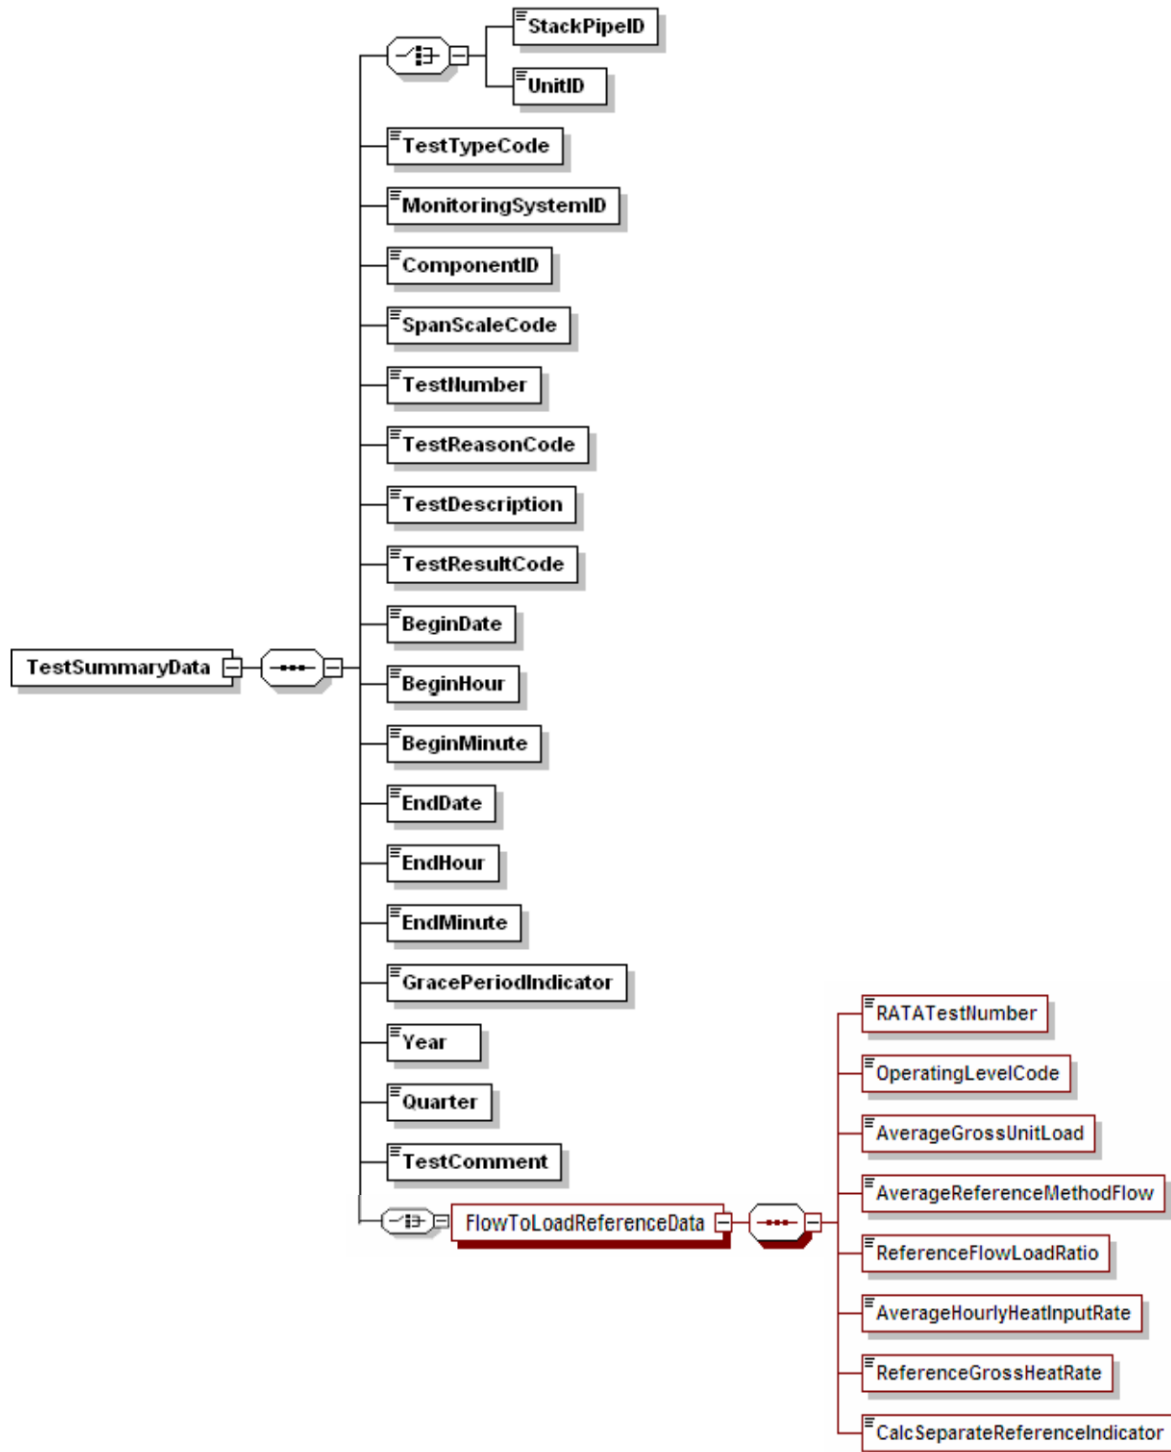 StackPipeID
UnitID
TestTypeCode
MonitoringSystemID
ComponentID
SpanScaleCode
TestNumber
TestReasonCode
TestDescription
TestResultCode
BeginDate
TestSummaryData
BeginHour
BeginMinute
EndDate
EndHour
EndMinute
GracePeriodIndicator
Year
Quarter
TestComment
FlowToLoadReferenceData
RATATestNumber
OperatingLevelCode
AverageGrossUnitLoad
AverageReferenceMethodFlow
ReferenceFlowLoadRatio
AverageHourlyHeatInputRate
ReferenceGrossHeatRate
CalcSeparateReferenceIndicator